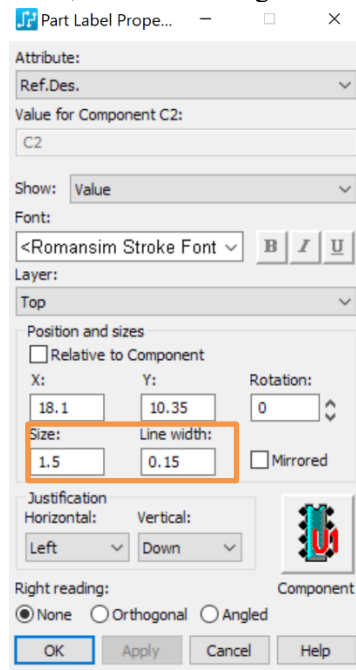 Part Label Prope...
Attribute:
Ref.Des.
Value for Component C2:
C2
Show: Value
Font:
<Romansim Stroke Font B I U
Layer:
Top
Position and sizes
Relative to Component
X: Y: Rotation:
18.1 10.35 0
Size: Line width:
1.5 0.15 Mirrored
Justification
Horizontal: Vertical:
Left Down
U1
Right reading: Component
None Orthogonal Angled
OK Apply Cancel Help